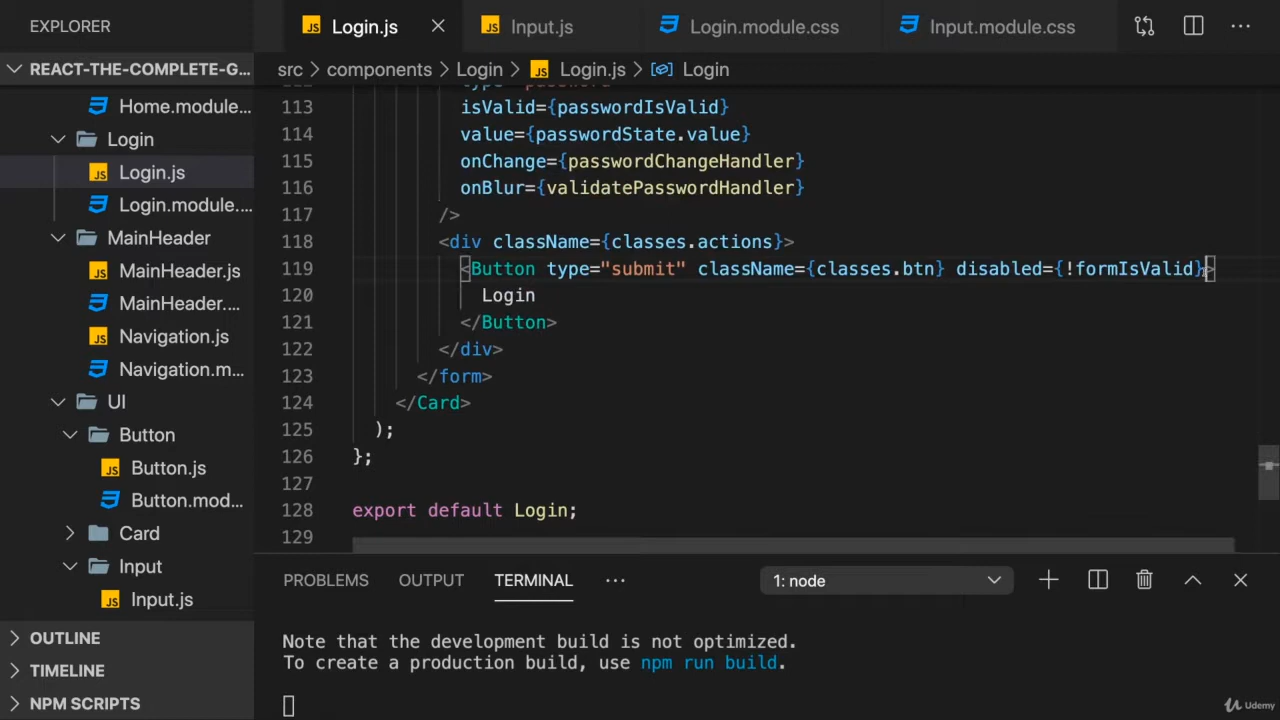 EXPLORER
Login.js
Input.js
Login.module.css
Input.module.css
REACT-THE-COMPLETE-G...
src > components > Login > Login.js > Login
Home.module...
Login
Login.js
Login.module....
MainHeader
MainHeader.js
MainHeader....
Navigation.js
Navigation.m...
UI
Button
Button.js
Button.mod...
Card
Input
Input.js
OUTLINE
TIMELINE
NPM SCRIPTS
113 isValid={passwordIsValid}
114 value={passwordState.value}
115 onChange={passwordChangeHandler}
116 onBlur={validatePasswordHandler}
117 />
118 <div className={classes.actions}>
119 <Button type="submit" className={classes.btn} disabled={!formIsValid}>
120 Login
121 </Button>
122 </div>
123 </form>
124 </Card>
125 );
126 };
127
128 export default Login;
129
PROBLEMS OUTPUT TERMINAL ... 1: node
Note that the development build is not optimized.
To create a production build, use npm run build.
Udemy